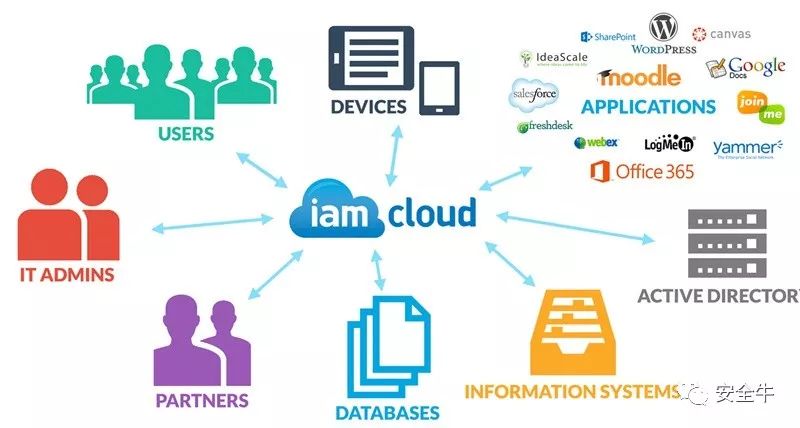 USERS
DEVICES
SharePoint
WORDPRESS
canvas
IdeaScale
moodle
Google
Docs
salesforce
APPLICATIONS
join
me
freshdesk
webex
LogMeIn
yammer
The Enterprise Social Network
Office 365
iam cloud
IT ADMINS
ACTIVE DIRECTOR
PARTNERS
DATABASES
INFORMATION SYSTEMS
安全牛